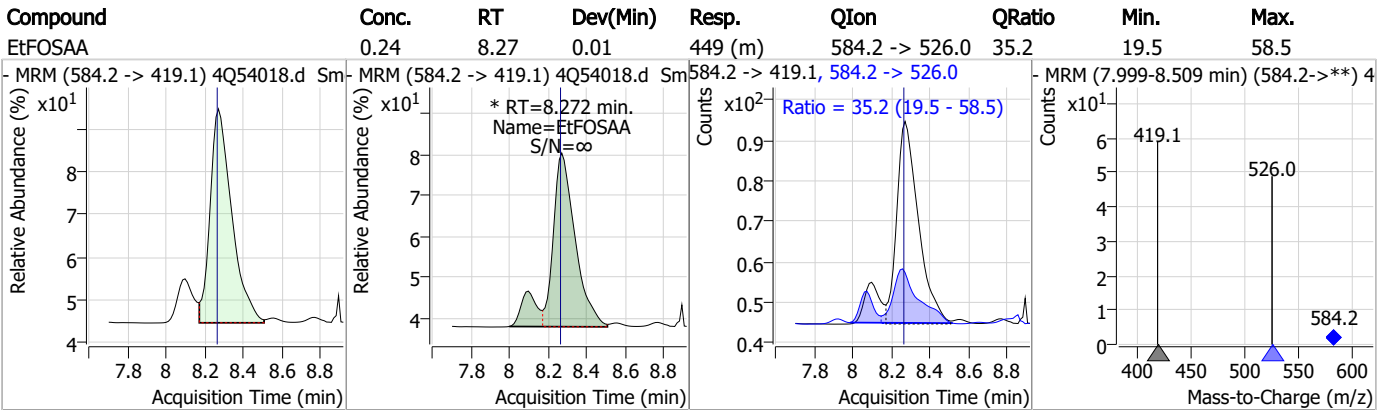 Compound Conc. RT Dev(Min) Resp. QIon QRatio Min. Max.
EtFOSAA 0.24 8.27 0.01 449 (m) 584.2 -> 526.0 35.2 19.5 58.5
- MRM (584.2 -> 419.1) 4Q54018.d Sm
x10¹
Relative Abundance (%)
8
7
6
5
4
7.8 8 8.2 8.4 8.6 8.8
Acquisition Time (min)
- MRM (584.2 -> 419.1) 4Q54018.d Sm
x10¹
* RT=8.272 min.
Name=EtFOSAA
S/N=∞
Relative Abundance (%)
8
7
6
5
4
7.8 8 8.2 8.4 8.6 8.8
Acquisition Time (min)
584.2 -> 419.1, 584.2 -> 526.0
x10²
Ratio = 35.2 (19.5 - 58.5)
Counts
1
0.9
0.8
0.7
0.6
0.5
0.4
7.8 8 8.2 8.4 8.6 8.8
Acquisition Time (min)
- MRM (7.999-8.509 min) (584.2->**) 4
x10¹
Counts
419.1
526.0
584.2
6
5
4
3
2
1
0
400 450 500 550 600
Mass-to-Charge (m/z)